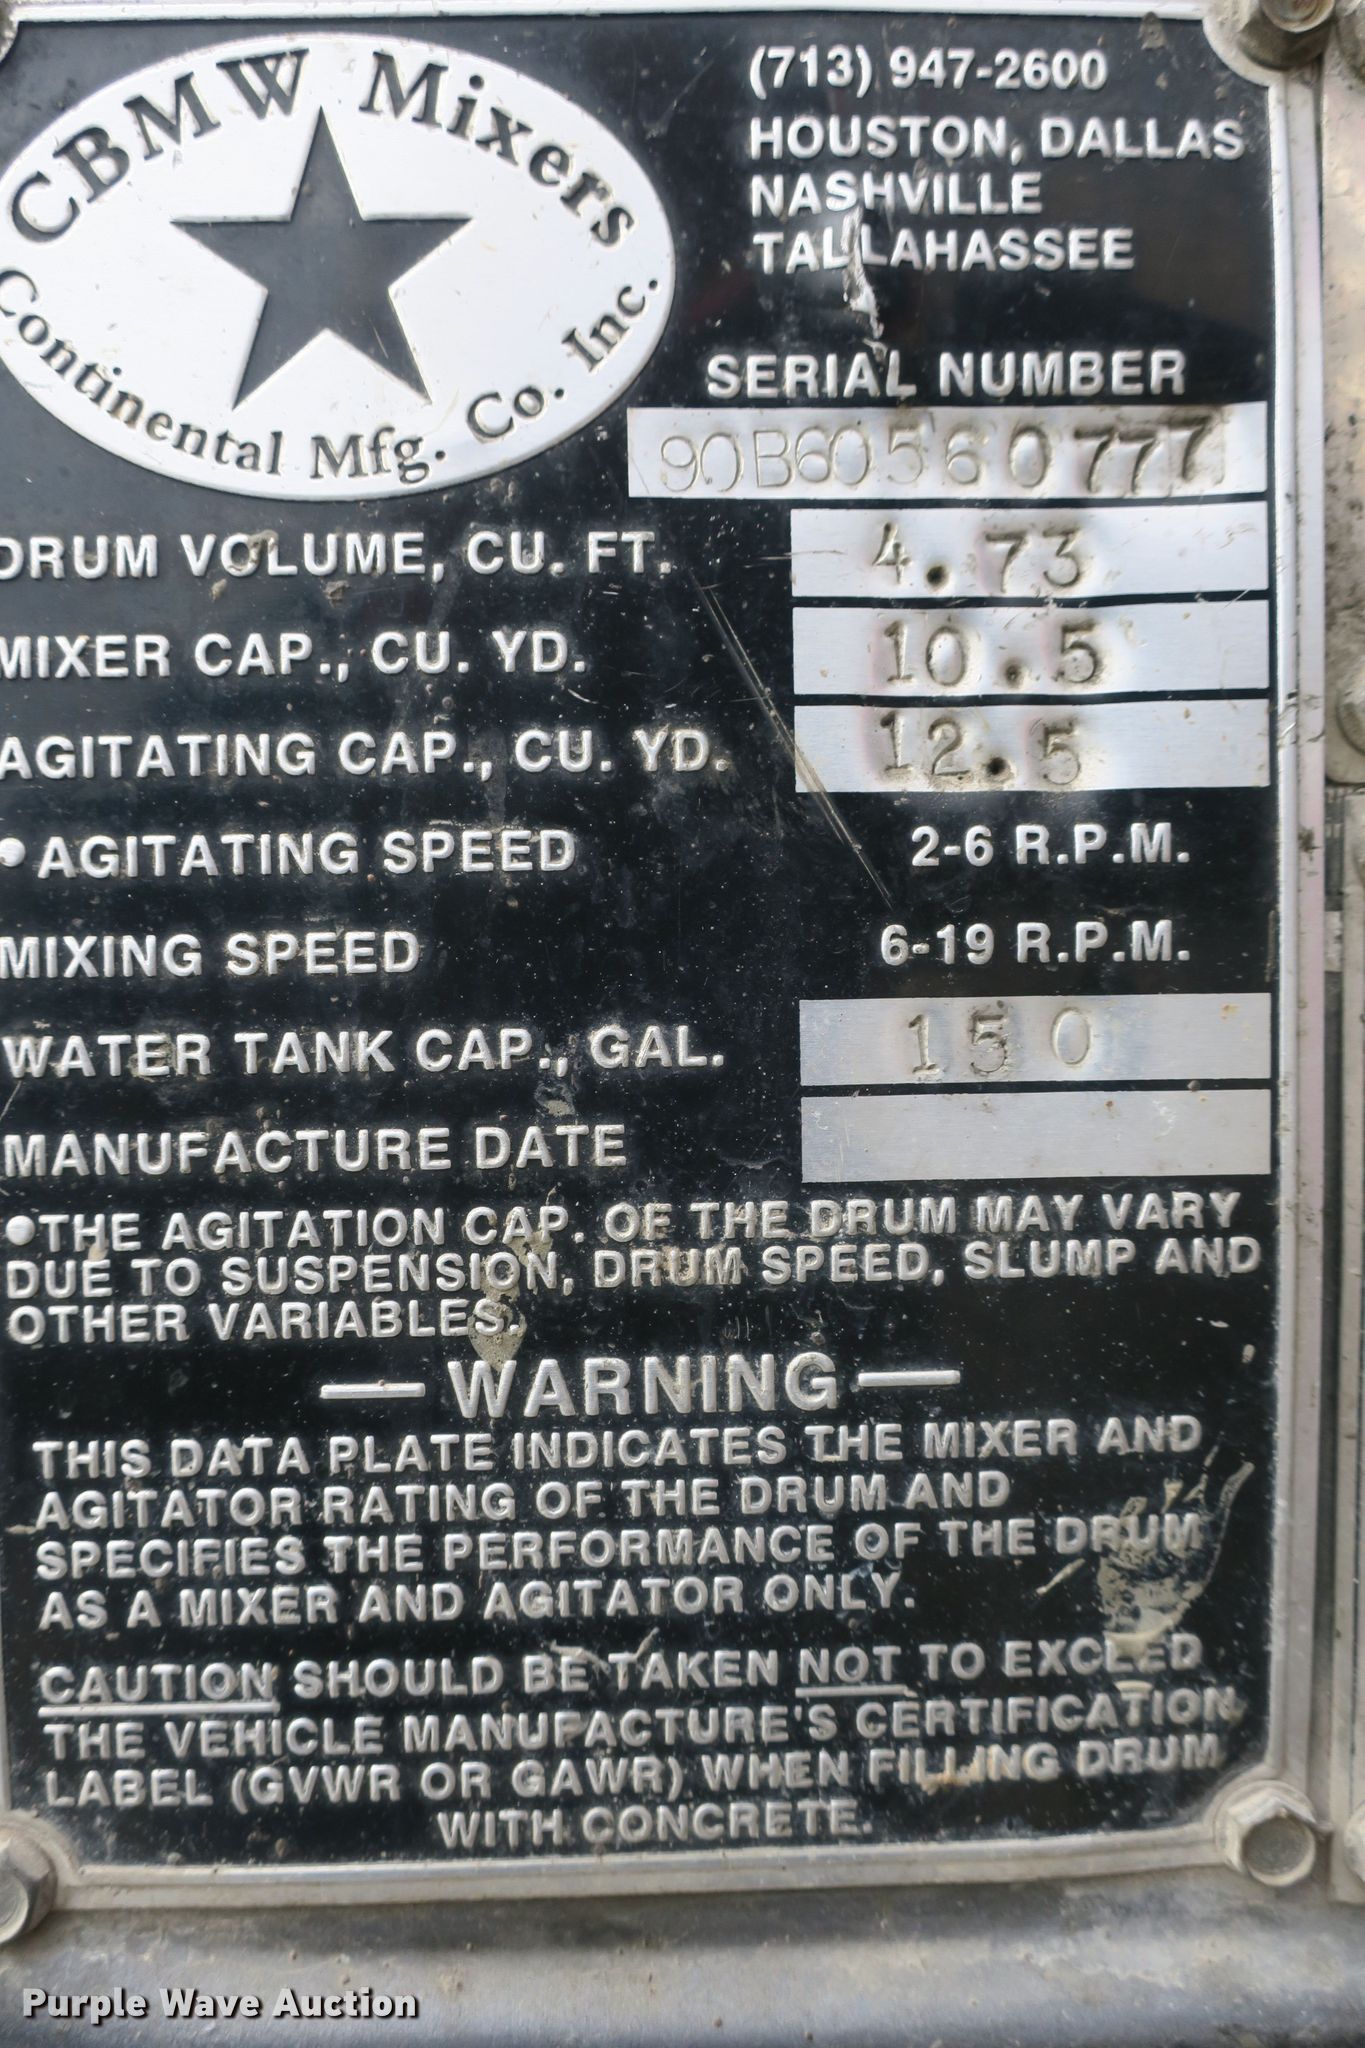 CBMW Mixers
Continental Mfg. Co. Inc.
(713) 947-2600
HOUSTON, DALLAS
NASHVILLE
TALLAHASSEE
SERIAL NUMBER
90B60560777
DRUM VOLUME, CU. FT. 4.73
MIXER CAP., CU. YD. 10.5
AGITATING CAP., CU. YD. 12.5
•AGITATING SPEED 2-6 R.P.M.
MIXING SPEED 6-19 R.P.M.
WATER TANK CAP., GAL. 150
MANUFACTURE DATE
•THE AGITATION CAP. OF THE DRUM MAY VARY
DUE TO SUSPENSION, DRUM SPEED, SLUMP AND
OTHER VARIABLES.
— WARNING —
THIS DATA PLATE INDICATES THE MIXER AND
AGITATOR RATING OF THE DRUM AND
SPECIFIES THE PERFORMANCE OF THE DRUM
AS A MIXER AND AGITATOR ONLY.
CAUTION SHOULD BE TAKEN NOT TO EXCEED
THE VEHICLE MANUFACTURE'S CERTIFICATION
LABEL (GVWR OR GAWR) WHEN FILLING DRUM
WITH CONCRETE.
Purple Wave Auction